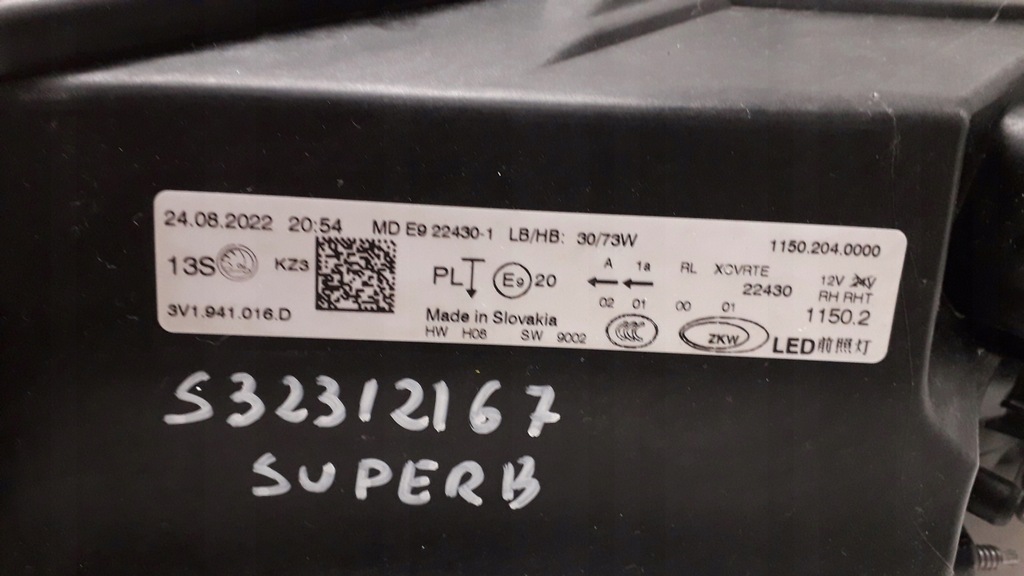 24.08.2022 20:54 MD E9 22430-1 LB/HB: 30/73W 1150.204.0000
13S KZ3 PL E9 20 A 1a RL XCVRTE 12V 24V
02 01 00 01 22430 RH RHT
3V1.941.016.D Made in Slovakia CCC ZKW 1150.2
HW H08 SW 9002 LED前照灯
S32312167
SUPERB